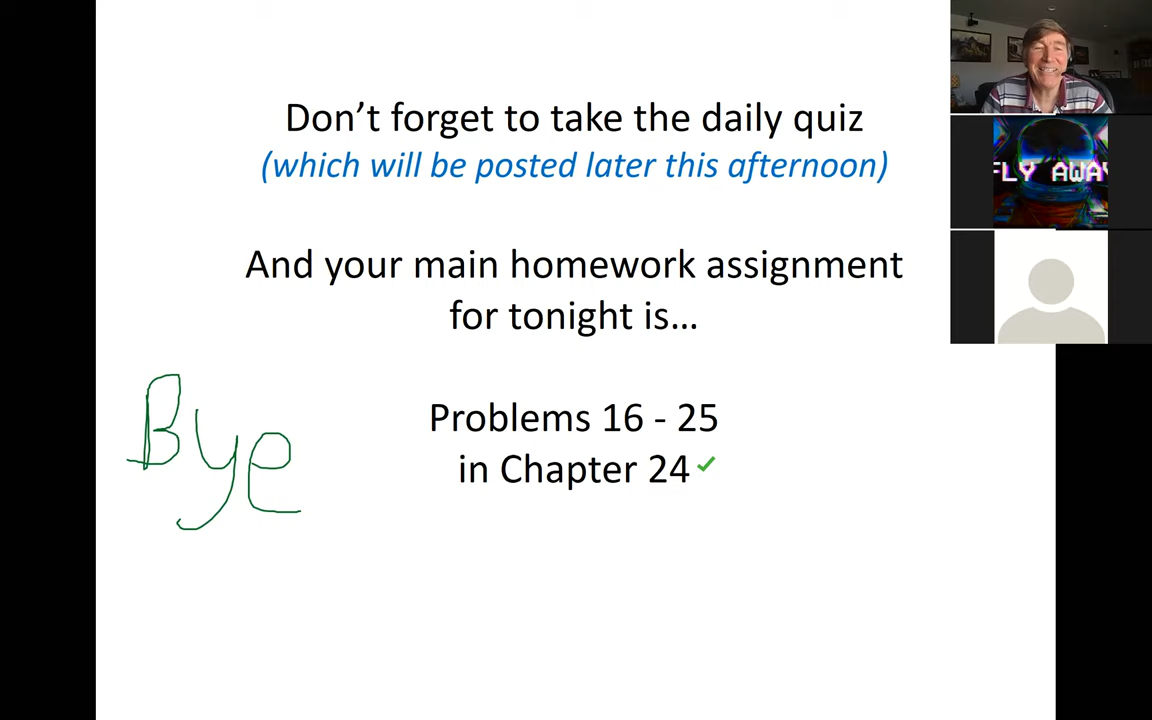 Don't forget to take the daily quiz
(which will be posted later this afternoon)
And your main homework assignment
for tonight is...
Problems 16 - 25
in Chapter 24
Bye
FLY AWAY